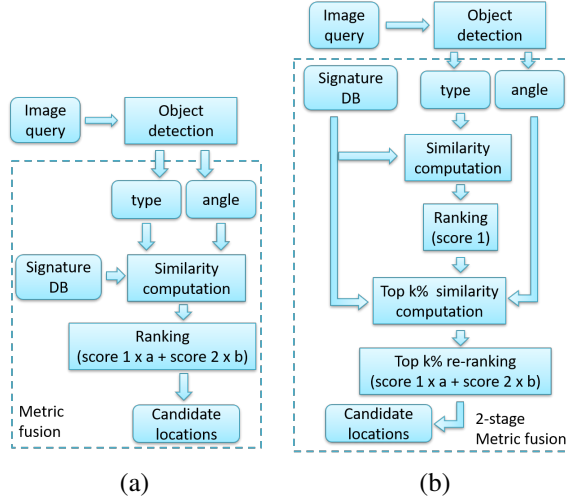 Image
query
Object
detection
type
angle
Signature
DB
Similarity
computation
Ranking
(score 1 x a + score 2 x b)
Metric
fusion
Candidate
locations
(a)
Image
query
Object
detection
Signature
DB
type
angle
Similarity
computation
Ranking
(score 1)
Top k% similarity
computation
Top k% re-ranking
(score 1 x a + score 2 x b)
Candidate
locations
2-stage
Metric fusion
(b)